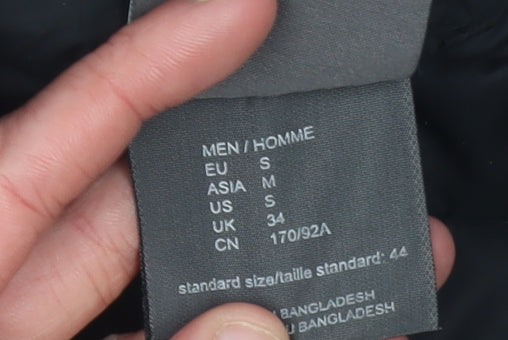 MEN / HOMME
EU S
ASIA M
US S
UK 34
CN 170/92A
standard size/taille standard: 44
BANGLADESH
U BANGLADESH